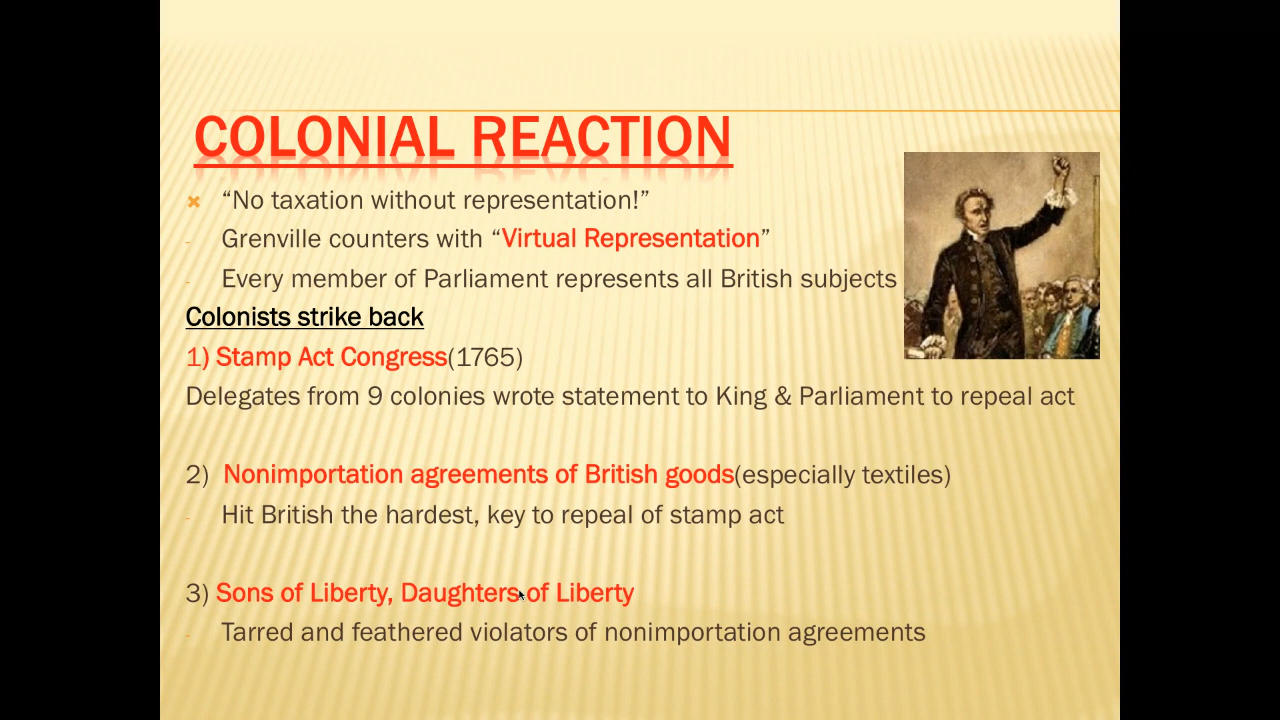 COLONIAL REACTION
“No taxation without representation!”
- Grenville counters with “Virtual Representation”
- Every member of Parliament represents all British subjects
Colonists strike back
1) Stamp Act Congress(1765)
Delegates from 9 colonies wrote statement to King & Parliament to repeal act
2) Nonimportation agreements of British goods(especially textiles)
- Hit British the hardest, key to repeal of stamp act
3) Sons of Liberty, Daughters of Liberty
- Tarred and feathered violators of nonimportation agreements